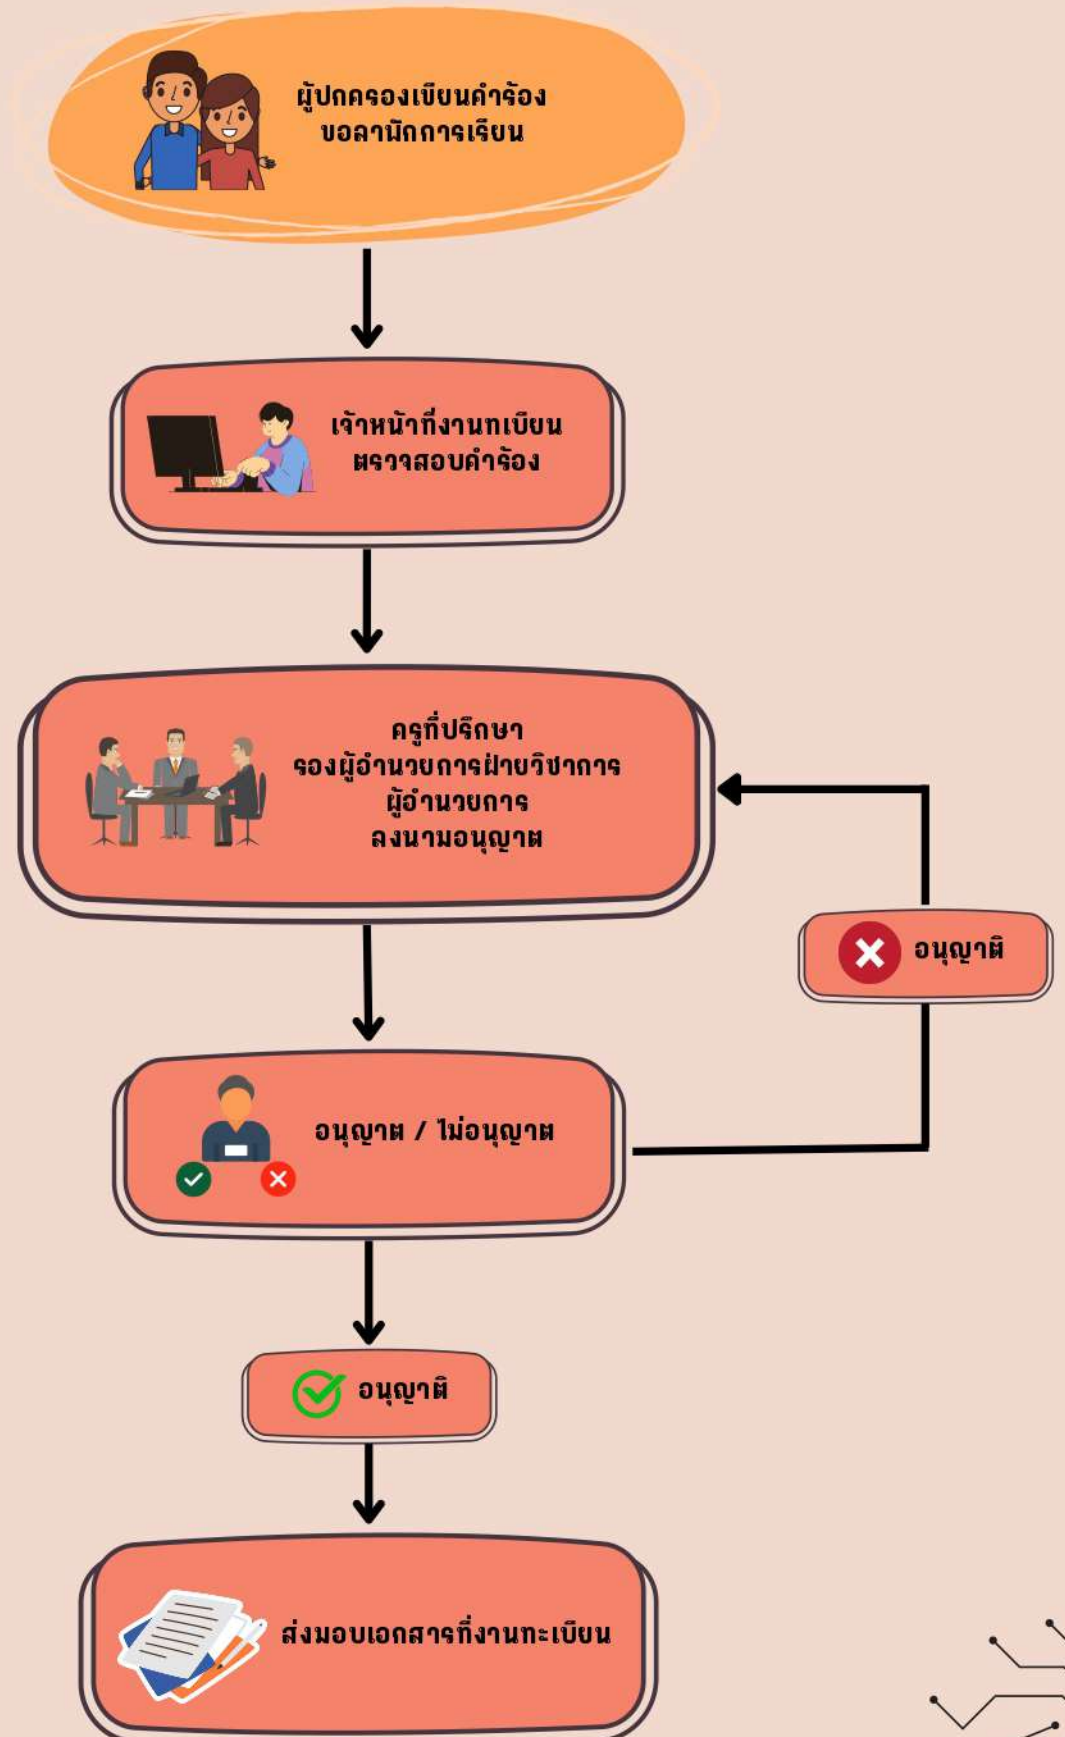 ผู้ปกครองเขียนคำร้อง
ขอลาพักการเรียน
เจ้าหน้าที่งานทเบียน
ตรวจสอบคำร้อง
ครูที่ปรึกษา
รองผู้อำนวยการฝ่ายวิชาการ
ผู้อำนวยการ
ลงนามอนุญาต
อนุญาติ
อนุญาต / ไม่อนุญาต
อนุญาติ
ส่งมอบเอกสารที่งานทะเบียน